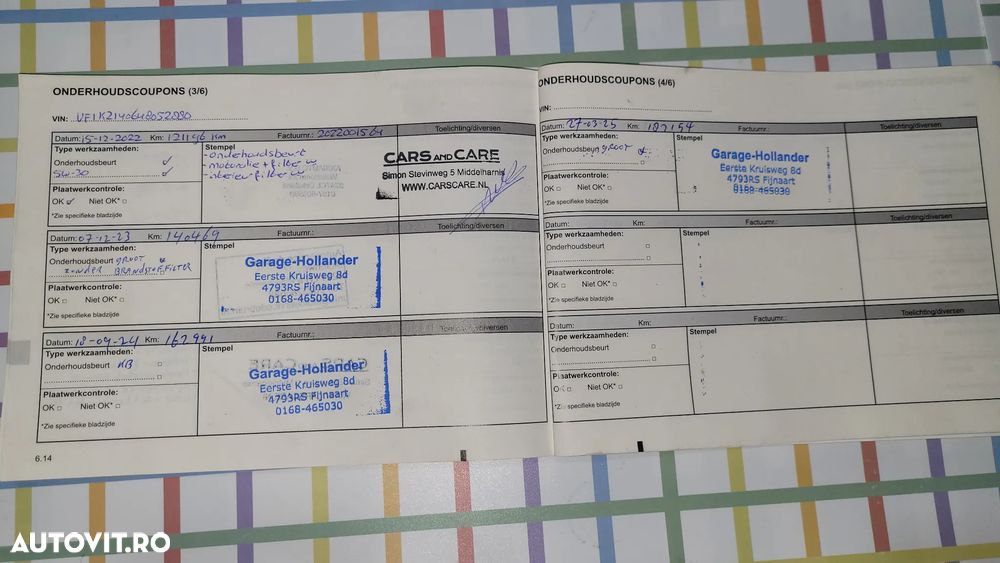 ONDERHOUDSCOUPONS (3/6)
VIN:
Datum: 15-12-2022 Km: 121196 km Factuurnr.: 2022001564 Toelichting/diversen
Type werkzaamheden:
Onderhoudsbeurt ✓
5W-30 ✓
Plaatwerkcontrole:
OK ✓ Niet OK* □
*Zie specifieke bladzijde
Stempel
- onderhoudsbeurt
- motorolie + filter w
- interieurfilter w
CARS AND CARE
Simon Stevinweg 5 Middelharnis
WWW.CARSCARE.NL
Datum: 07-12-23 Km: 140469 Factuurnr.: Toelichting/diversen
Type werkzaamheden:
Onderhoudsbeurt GROOT
ZONDER BRANDSTOFFILTER
Plaatwerkcontrole:
OK □ Niet OK* □
*Zie specifieke bladzijde
Stempel
Garage-Hollander
Eerste Kruisweg 8d
4793RS Fijnaart
0168-465030
Datum: Km: Factuurnr.: Toelichting/diversen
Type werkzaamheden:
Onderhoudsbeurt KB □
Plaatwerkcontrole:
OK □ Niet OK* □
*Zie specifieke bladzijde
Stempel
Garage-Hollander
Eerste Kruisweg 8d
4793RS Fijnaart
0168-465030
6.14
ONDERHOUDSCOUPONS (4/6)
VIN:
Datum: 27-03-25 Km: 187154 Factuurnr.: Toelichting/diversen
Type werkzaamheden:
Onderhoudsbeurt GROOT
Plaatwerkcontrole:
OK □ Niet OK* □
*Zie specifieke bladzijde
Stempel
Garage-Hollander
Eerste Kruisweg 8d
4793RS Fijnaart
0168-465030
Datum: Km: Factuurnr.: Toelichting/diversen
Type werkzaamheden:
Onderhoudsbeurt □
Plaatwerkcontrole:
OK □ Niet OK* □
*Zie specifieke bladzijde
Stempel
Datum: Km: Factuurnr.: Toelichting/diversen
Type werkzaamheden:
Onderhoudsbeurt □
Plaatwerkcontrole:
OK □ Niet OK* □
*Zie specifieke bladzijde
Stempel
AUTOVIT.RO